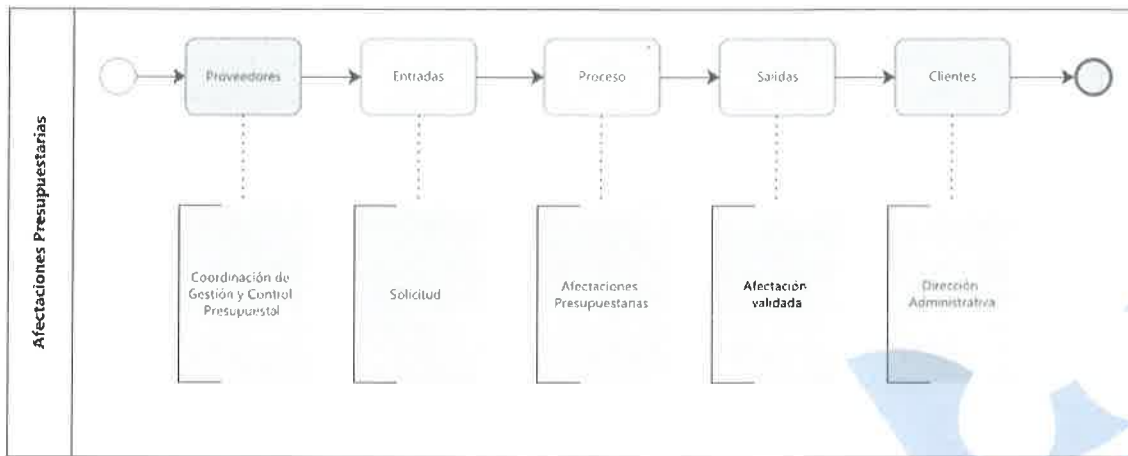 Afectaciones Presupuestarias
Proveedores
Entradas
Proceso
Salidas
Clientes
Coordinación de
Gestión y Control
Presupuestal
Solicitud
Afectaciones
Presupuestarias
Afectación
validada
Dirección
Administrativa